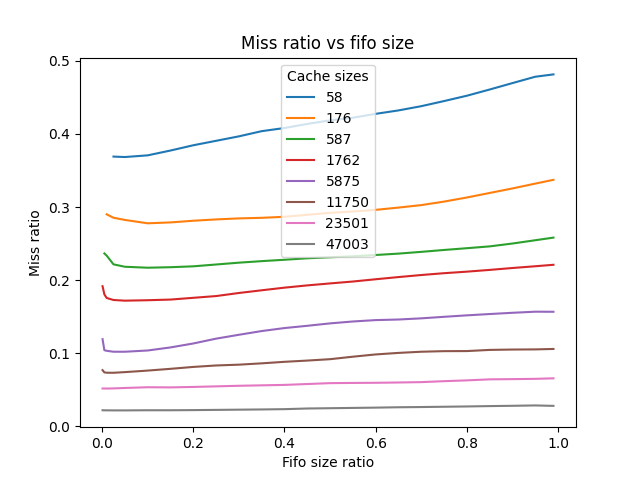 Miss ratio vs fifo size
Miss ratio
0.5
0.4
0.3
0.2
0.1
0.0
Cache sizes
58
176
587
1762
5875
11750
23501
47003
0.0 0.2 0.4 0.6 0.8 1.0
Fifo size ratio